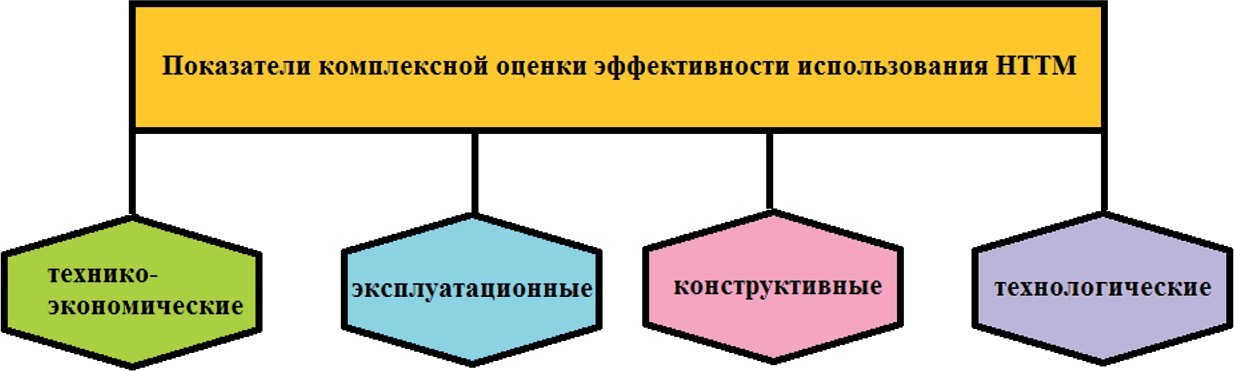 Показатели комплексной оценки эффективности использования НТТМ
технико-
экономические
эксплуатационные
конструктивные
технологические